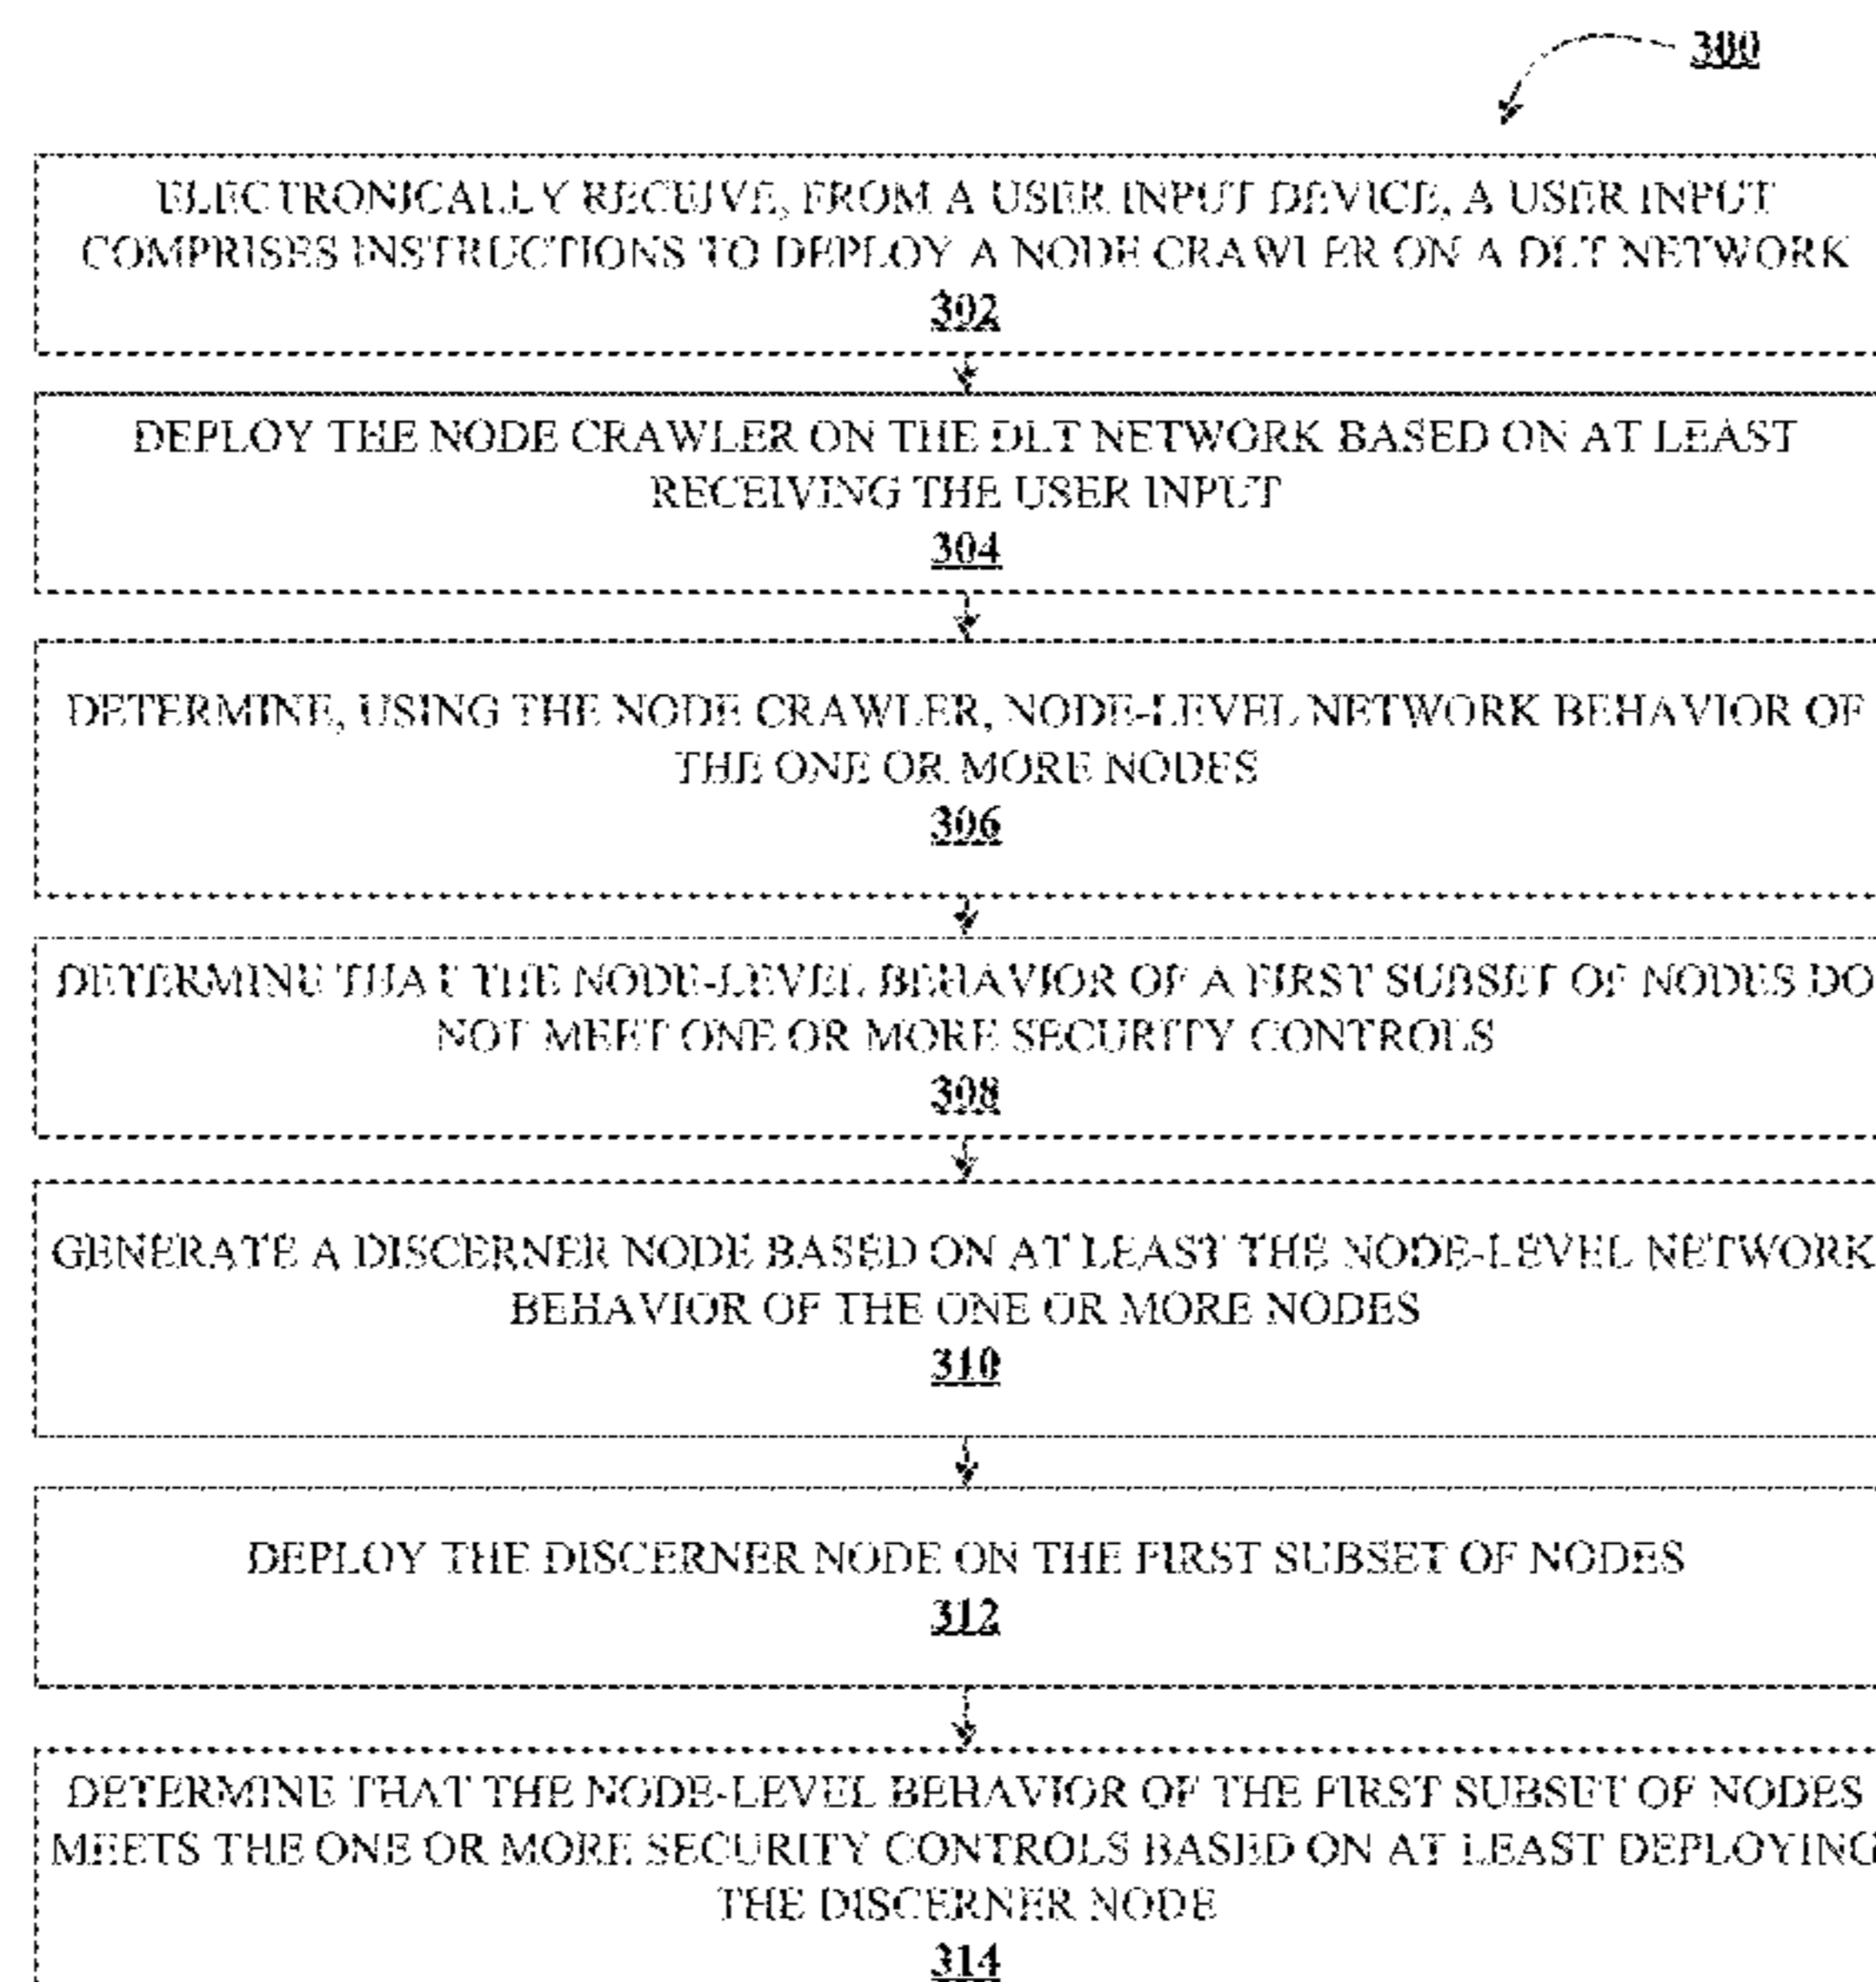 300
ELECTRONICALLY RECEIVE, FROM A USER INPUT DEVICE, A USER INPUT
COMPRISES INSTRUCTIONS TO DEPLOY A NODE CRAWLER ON A DLT NETWORK
302
DEPLOY THE NODE CRAWLER ON THE DLT NETWORK BASED ON AT LEAST
RECEIVING THE USER INPUT
304
DETERMINE, USING THE NODE CRAWLER, NODE-LEVEL NETWORK BEHAVIOR OF
THE ONE OR MORE NODES
306
DETERMINE THAT THE NODE-LEVEL BEHAVIOR OF A FIRST SUBSET OF NODES DO
NOT MEET ONE OR MORE SECURITY CONTROLS
308
GENERATE A DISCERNER NODE BASED ON AT LEAST THE NODE-LEVEL NETWORK
BEHAVIOR OF THE ONE OR MORE NODES
310
DEPLOY THE DISCERNER NODE ON THE FIRST SUBSET OF NODES
312
DETERMINE THAT THE NODE-LEVEL BEHAVIOR OF THE FIRST SUBSET OF NODES
MEETS THE ONE OR MORE SECURITY CONTROLS BASED ON AT LEAST DEPLOYING
THE DISCERNER NODE
314